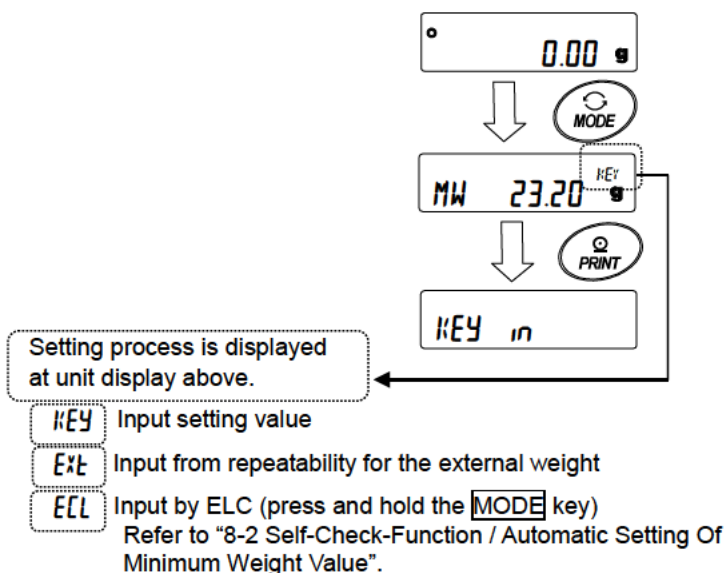 0.00 g
MODE
KEY
MW 23.20 g
PRINT
KEY in
Setting process is displayed
at unit display above.
KEY Input setting value
Ext Input from repeatability for the external weight
ECL Input by ELC (press and hold the MODE key)
Refer to “8-2 Self-Check-Function / Automatic Setting Of
Minimum Weight Value”.